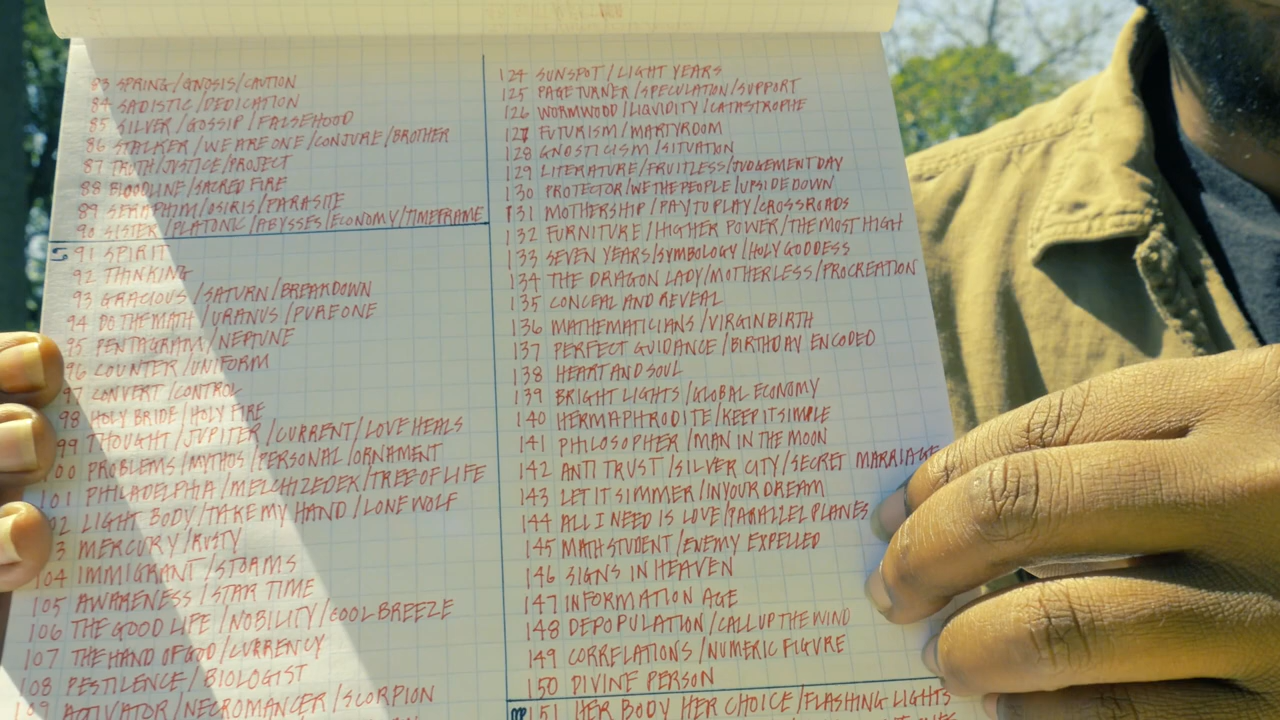 83 SPRING/GNOSIS/CAUTION
84 SADISTIC/DEDICATION
85 SILVER/GOSSIP/FALSEHOOD
86 STALKER/WE ARE ONE/CONJURE/BROTHER
87 TRUTH/JUSTICE/PROJECT
88 BLOODLINE/SACRED FIRE
89 SERAPHIM/OSIRIS/PARASITE
90 SISTER/PLATONIC/ABYSSES/ECONOMY/TIMEFRAME
91 SPIRIT
92 THINKING
93 GRACIOUS/SATURN/BREAKDOWN
94 DO THE MATH/URANUS/PURE ONE
95 PENTAGRAM/NEPTUNE
96 COUNTER/UNIFORM
97 CONVERT/CONTROL
98 HOLY BRIDE/HOLY FIRE
99 THOUGHT/JUPITER/CURRENT/LOVE HEALS
00 PROBLEMS/MYTHOS/PERSONAL/ORNAMENT
101 PHILADELPHIA/MELCHIZEDEK/TREE OF LIFE
02 LIGHT BODY/TAKE MY HAND/LONE WOLF
3 MERCURY/RUSTY
104 IMMIGRANT/STORMS
105 AWARENESS/STAR TIME
106 THE GOOD LIFE/NOBILITY/COOL BREEZE
107 THE HAND OF GOD/CURRENCY
108 PESTILENCE/BIOLOGIST
109 ACTIVATOR/NECROMANCER/SCORPION
124 SUNSPOT/LIGHT YEARS
125 PAGE TURNER/SPECULATION/SUPPORT
126 WORMWOOD/LIQUIDITY/CATASTROPHE
127 FUTURISM/MARTYROOM
128 GNOSTICISM/SITUATION
129 LITERATURE/FRUITLESS/JUDGEMENT DAY
130 PROTECTOR/WE THE PEOPLE/UPSIDE DOWN
131 MOTHERSHIP/PAY TO PLAY/CROSSROADS
132 FURNITURE/HIGHER POWER/THE MOST HIGH
133 SEVEN YEARS/SYMBOLOGY/HOLY GODDESS
134 THE DRAGON LADY/MOTHERLESS/PROCREATION
135 CONCEAL AND REVEAL
136 MATHEMATICIANS/VIRGIN BIRTH
137 PERFECT GUIDANCE/BIRTHDAY ENCODED
138 HEART AND SOUL
139 BRIGHT LIGHTS/GLOBAL ECONOMY
140 HERMAPHRODITE/KEEP IT SIMPLE
141 PHILOSOPHER/MAN IN THE MOON
142 ANTI TRUST/SILVER CITY/SECRET MARRIAGE
143 LET IT SIMMER/IN YOUR DREAM
144 ALL I NEED IS LOVE/PARALLEL PLANES
145 MATH STUDENT/ENEMY EXPELLED
146 SIGNS IN HEAVEN
147 INFORMATION AGE
148 DEPOPULATION/CALL UP THE WIND
149 CORRELATIONS/NUMERIC FIGURE
150 DIVINE PERSON
151 HER BODY HER CHOICE/FLASHING LIGHTS